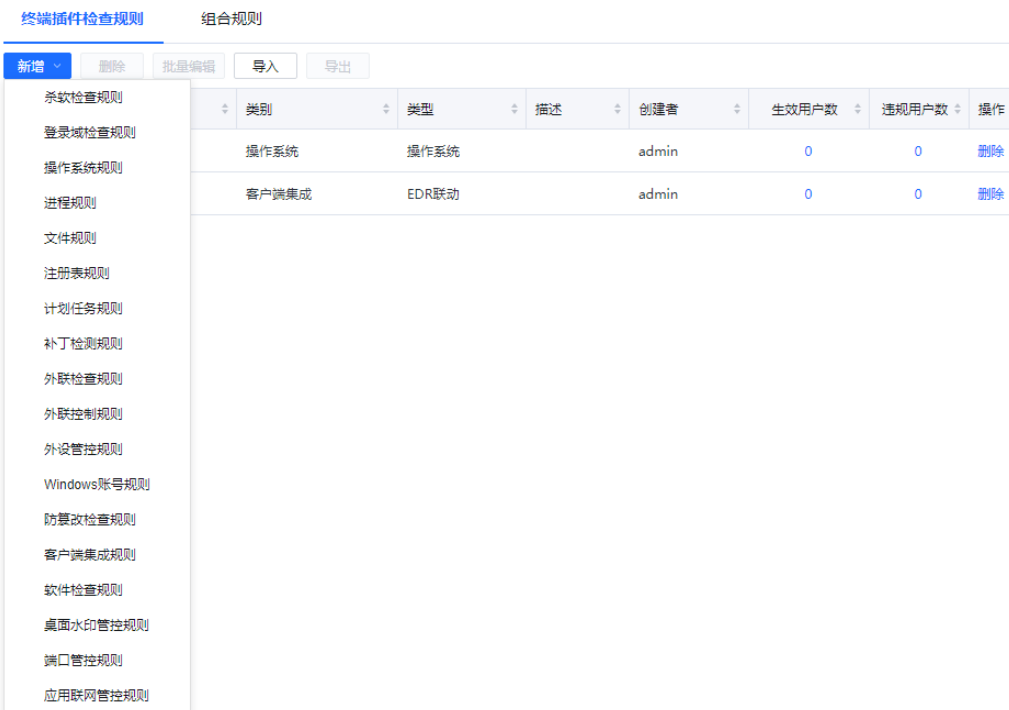 终端插件检查规则 组合规则
新增 删除 批量编辑 导入 导出
类别 类型 描述 创建者 生效用户数 违规用户数 操作
操作系统 操作系统 admin 0 0 删除
客户端集成 EDR联动 admin 0 0 删除
杀软检查规则
登录域检查规则
操作系统规则
进程规则
文件规则
注册表规则
计划任务规则
补丁检测规则
外联检查规则
外联控制规则
外设管控规则
Windows账号规则
防篡改检查规则
客户端集成规则
软件检查规则
桌面水印管控规则
端口管控规则
应用联网管控规则